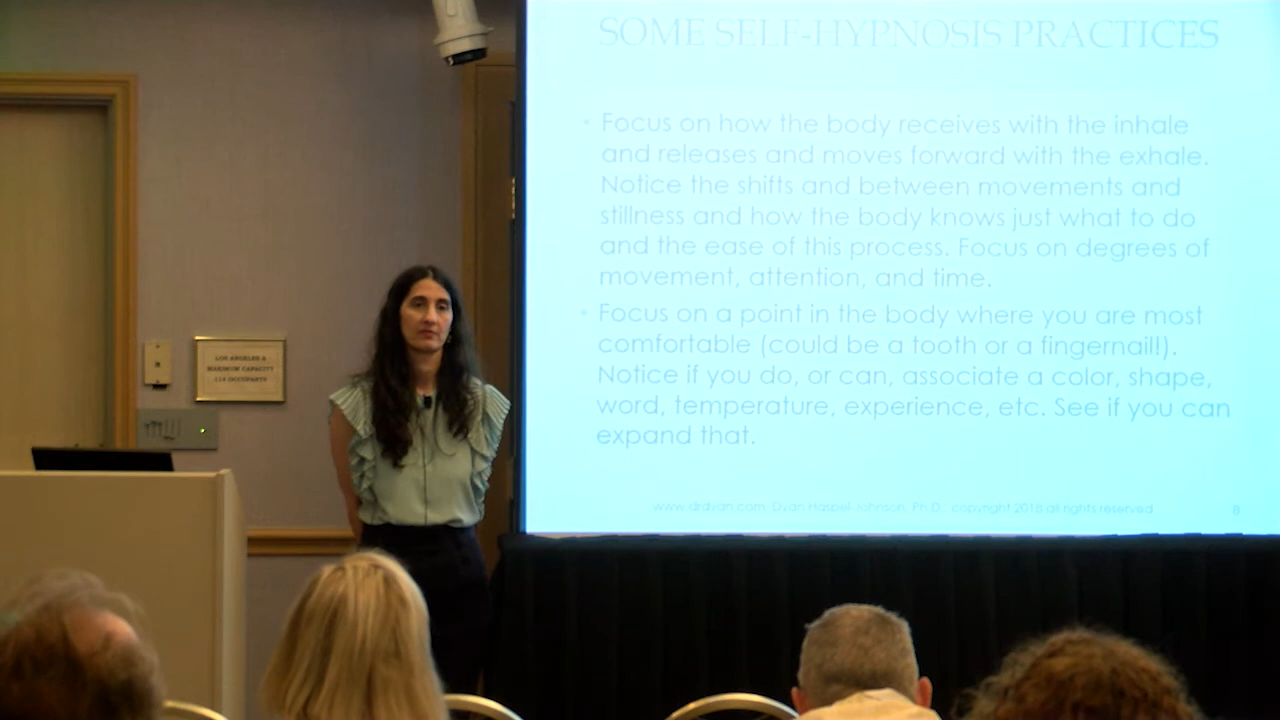 SOME SELF-HYPNOSIS PRACTICES
• Focus on how the body receives with the inhale
and releases and moves forward with the exhale.
Notice the shifts and between movements and
stillness and how the body knows just what to do
and the ease of this process. Focus on degrees of
movement, attention, and time.
• Focus on a point in the body where you are most
comfortable (could be a tooth or a fingernail!).
Notice if you do, or can, associate a color, shape,
word, temperature, experience, etc. See if you can
expand that.
www.drdyan.com Dyan Haspel-Johnson, Ph.D. copyright 2018 all rights reserved
8
LOS ANGELES A
MAXIMUM CAPACITY
112 OCCUPANTS